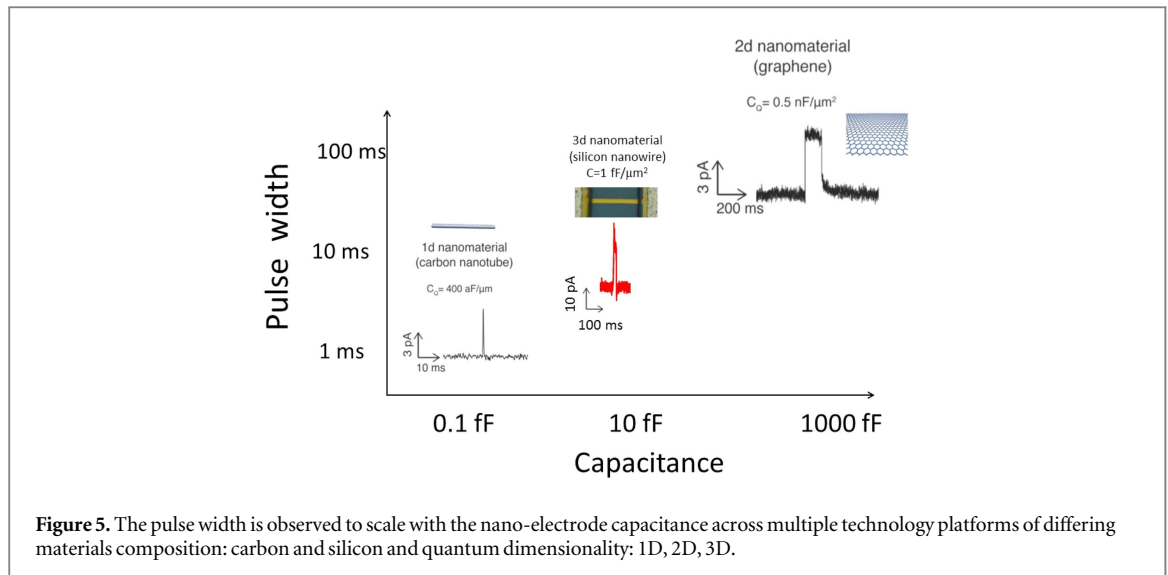 2d nanomaterial
(graphene)
C_Q= 0.5 nF/µm²
3 pA
200 ms
3d nanomaterial
(silicon nanowire)
C=1 fF/µm²
10 pA
100 ms
1d nanomaterial
(carbon nanotube)
C_Q= 400 aF/µm
3 pA
10 ms
Pulse width
100 ms
10 ms
1 ms
0.1 fF
10 fF
1000 fF
Capacitance
Figure 5. The pulse width is observed to scale with the nano-electrode capacitance across multiple technology platforms of differing
materials composition: carbon and silicon and quantum dimensionality: 1D, 2D, 3D.